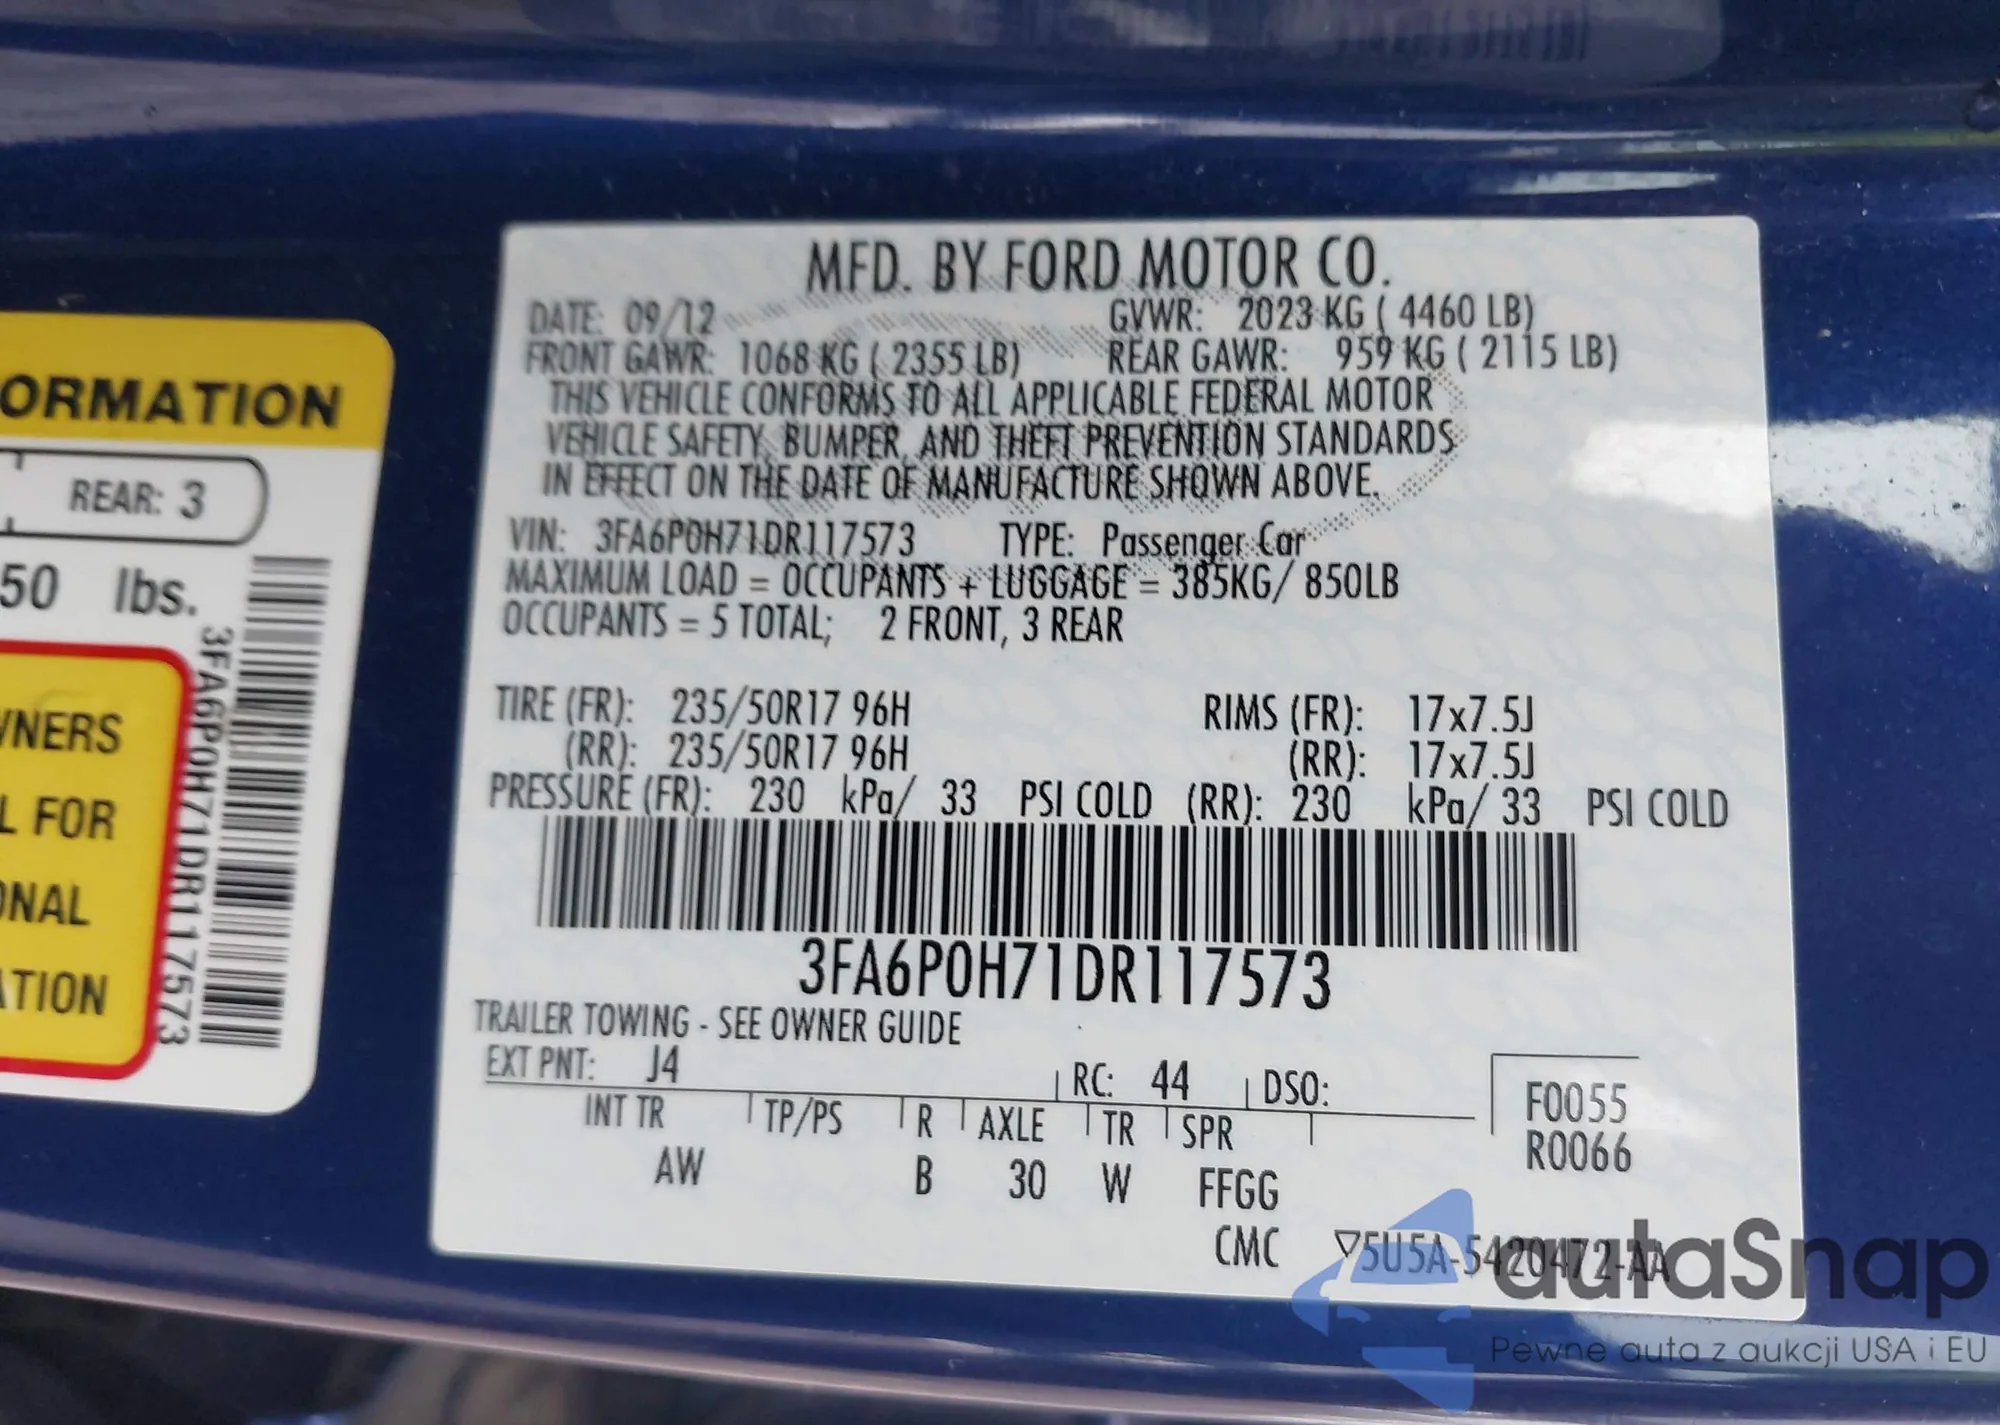 ORMATION
REAR: 3
50 lbs.
WNERS
L FOR
ONAL
ATION
3FA6P0H71DR117573
MFD. BY FORD MOTOR CO.
DATE: 09/12 GVWR: 2023 KG ( 4460 LB)
FRONT GAWR: 1068 KG ( 2355 LB) REAR GAWR: 959 KG ( 2115 LB)
THIS VEHICLE CONFORMS TO ALL APPLICABLE FEDERAL MOTOR
VEHICLE SAFETY, BUMPER, AND THEFT PREVENTION STANDARDS
IN EFFECT ON THE DATE OF MANUFACTURE SHOWN ABOVE.
VIN: 3FA6P0H71DR117573 TYPE: Passenger Car
MAXIMUM LOAD = OCCUPANTS + LUGGAGE = 385KG/ 850LB
OCCUPANTS = 5 TOTAL; 2 FRONT, 3 REAR
TIRE (FR): 235/50R17 96H RIMS (FR): 17x7.5J
(RR): 235/50R17 96H (RR): 17x7.5J
PRESSURE (FR): 230 kPa/ 33 PSI COLD (RR): 230 kPa/ 33 PSI COLD
3FA6P0H71DR117573
TRAILER TOWING - SEE OWNER GUIDE
EXT PNT: J4 RC: 44 DSO:
INT TR TP/PS R AXLE TR SPR
F0055
R0066
AW B 30 W FFGG
CMC ▽5U5A-5420472-AA
autaSnap
Pewne auta z aukcji USA i EU